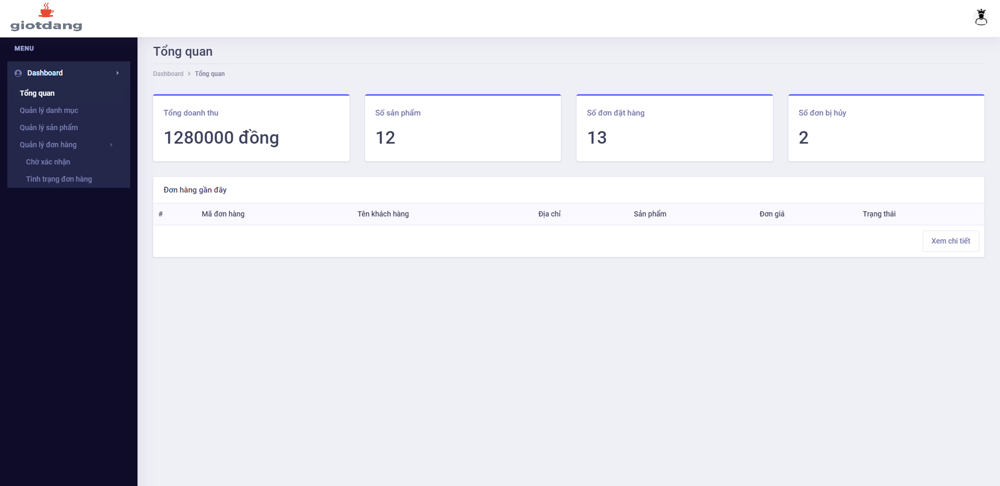 giotdang
MENU
Dashboard
Tổng quan
Quản lý danh mục
Quản lý sản phẩm
Quản lý đơn hàng
Chờ xác nhận
Tình trạng đơn hàng
Tổng quan
Dashboard > Tổng quan
Tổng doanh thu
1280000 đồng
Số sản phẩm
12
Số đơn đặt hàng
13
Số đơn bị hủy
2
Đơn hàng gần đây
# Mã đơn hàng Tên khách hàng Địa chỉ Sản phẩm Đơn giá Trạng thái
Xem chi tiết